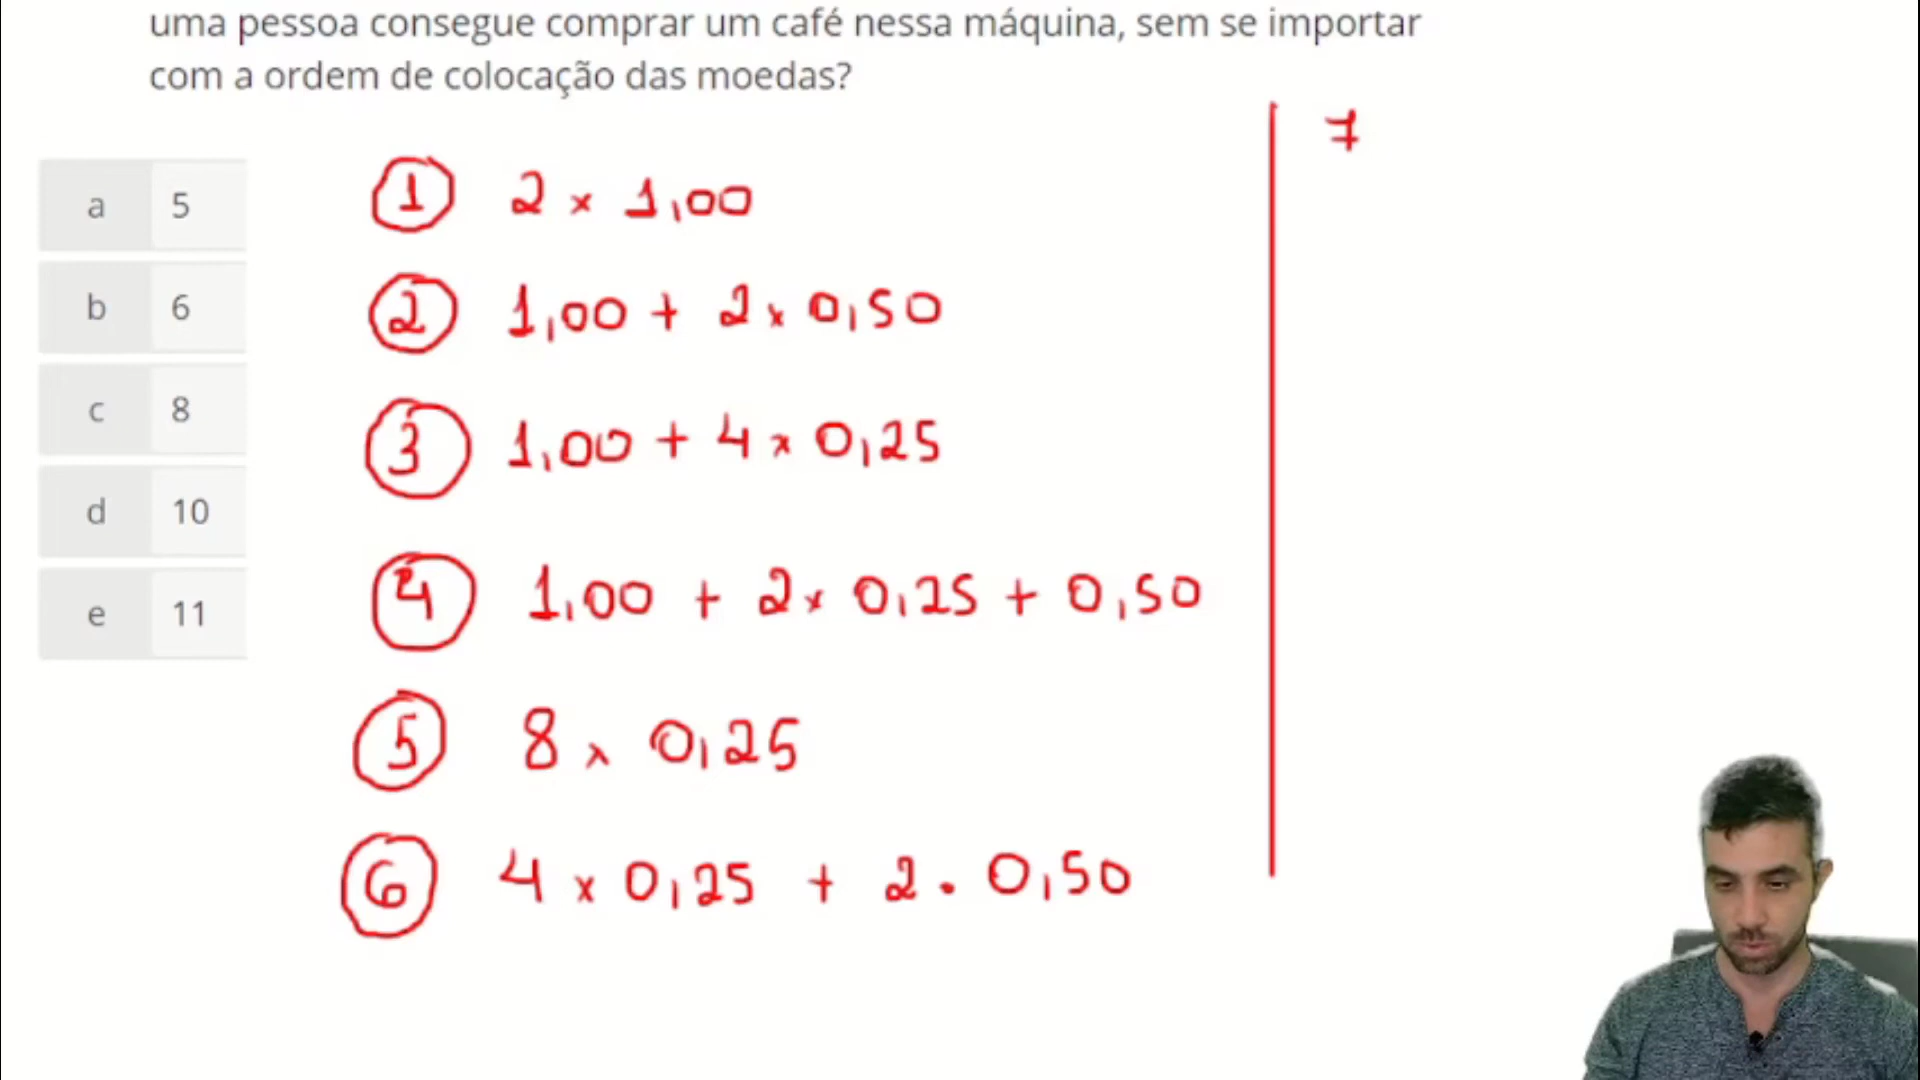 uma pessoa consegue comprar um café nessa máquina, sem se importar
com a ordem de colocação das moedas?
a 5
b 6
c 8
d 10
e 11
1 2 × 1,00
2 1,00 + 2 × 0,50
3 1,00 + 4 × 0,25
4 1,00 + 2 × 0,25 + 0,50
5 8 × 0,25
6 4 × 0,25 + 2 . 0,50
7